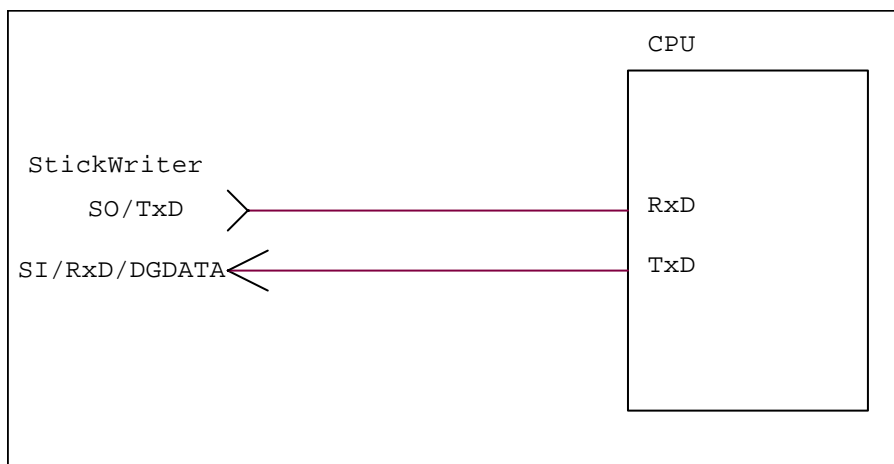 CPU
StickWriter
SO/TxD
RxD
SI/RxD/DGDATA
TxD